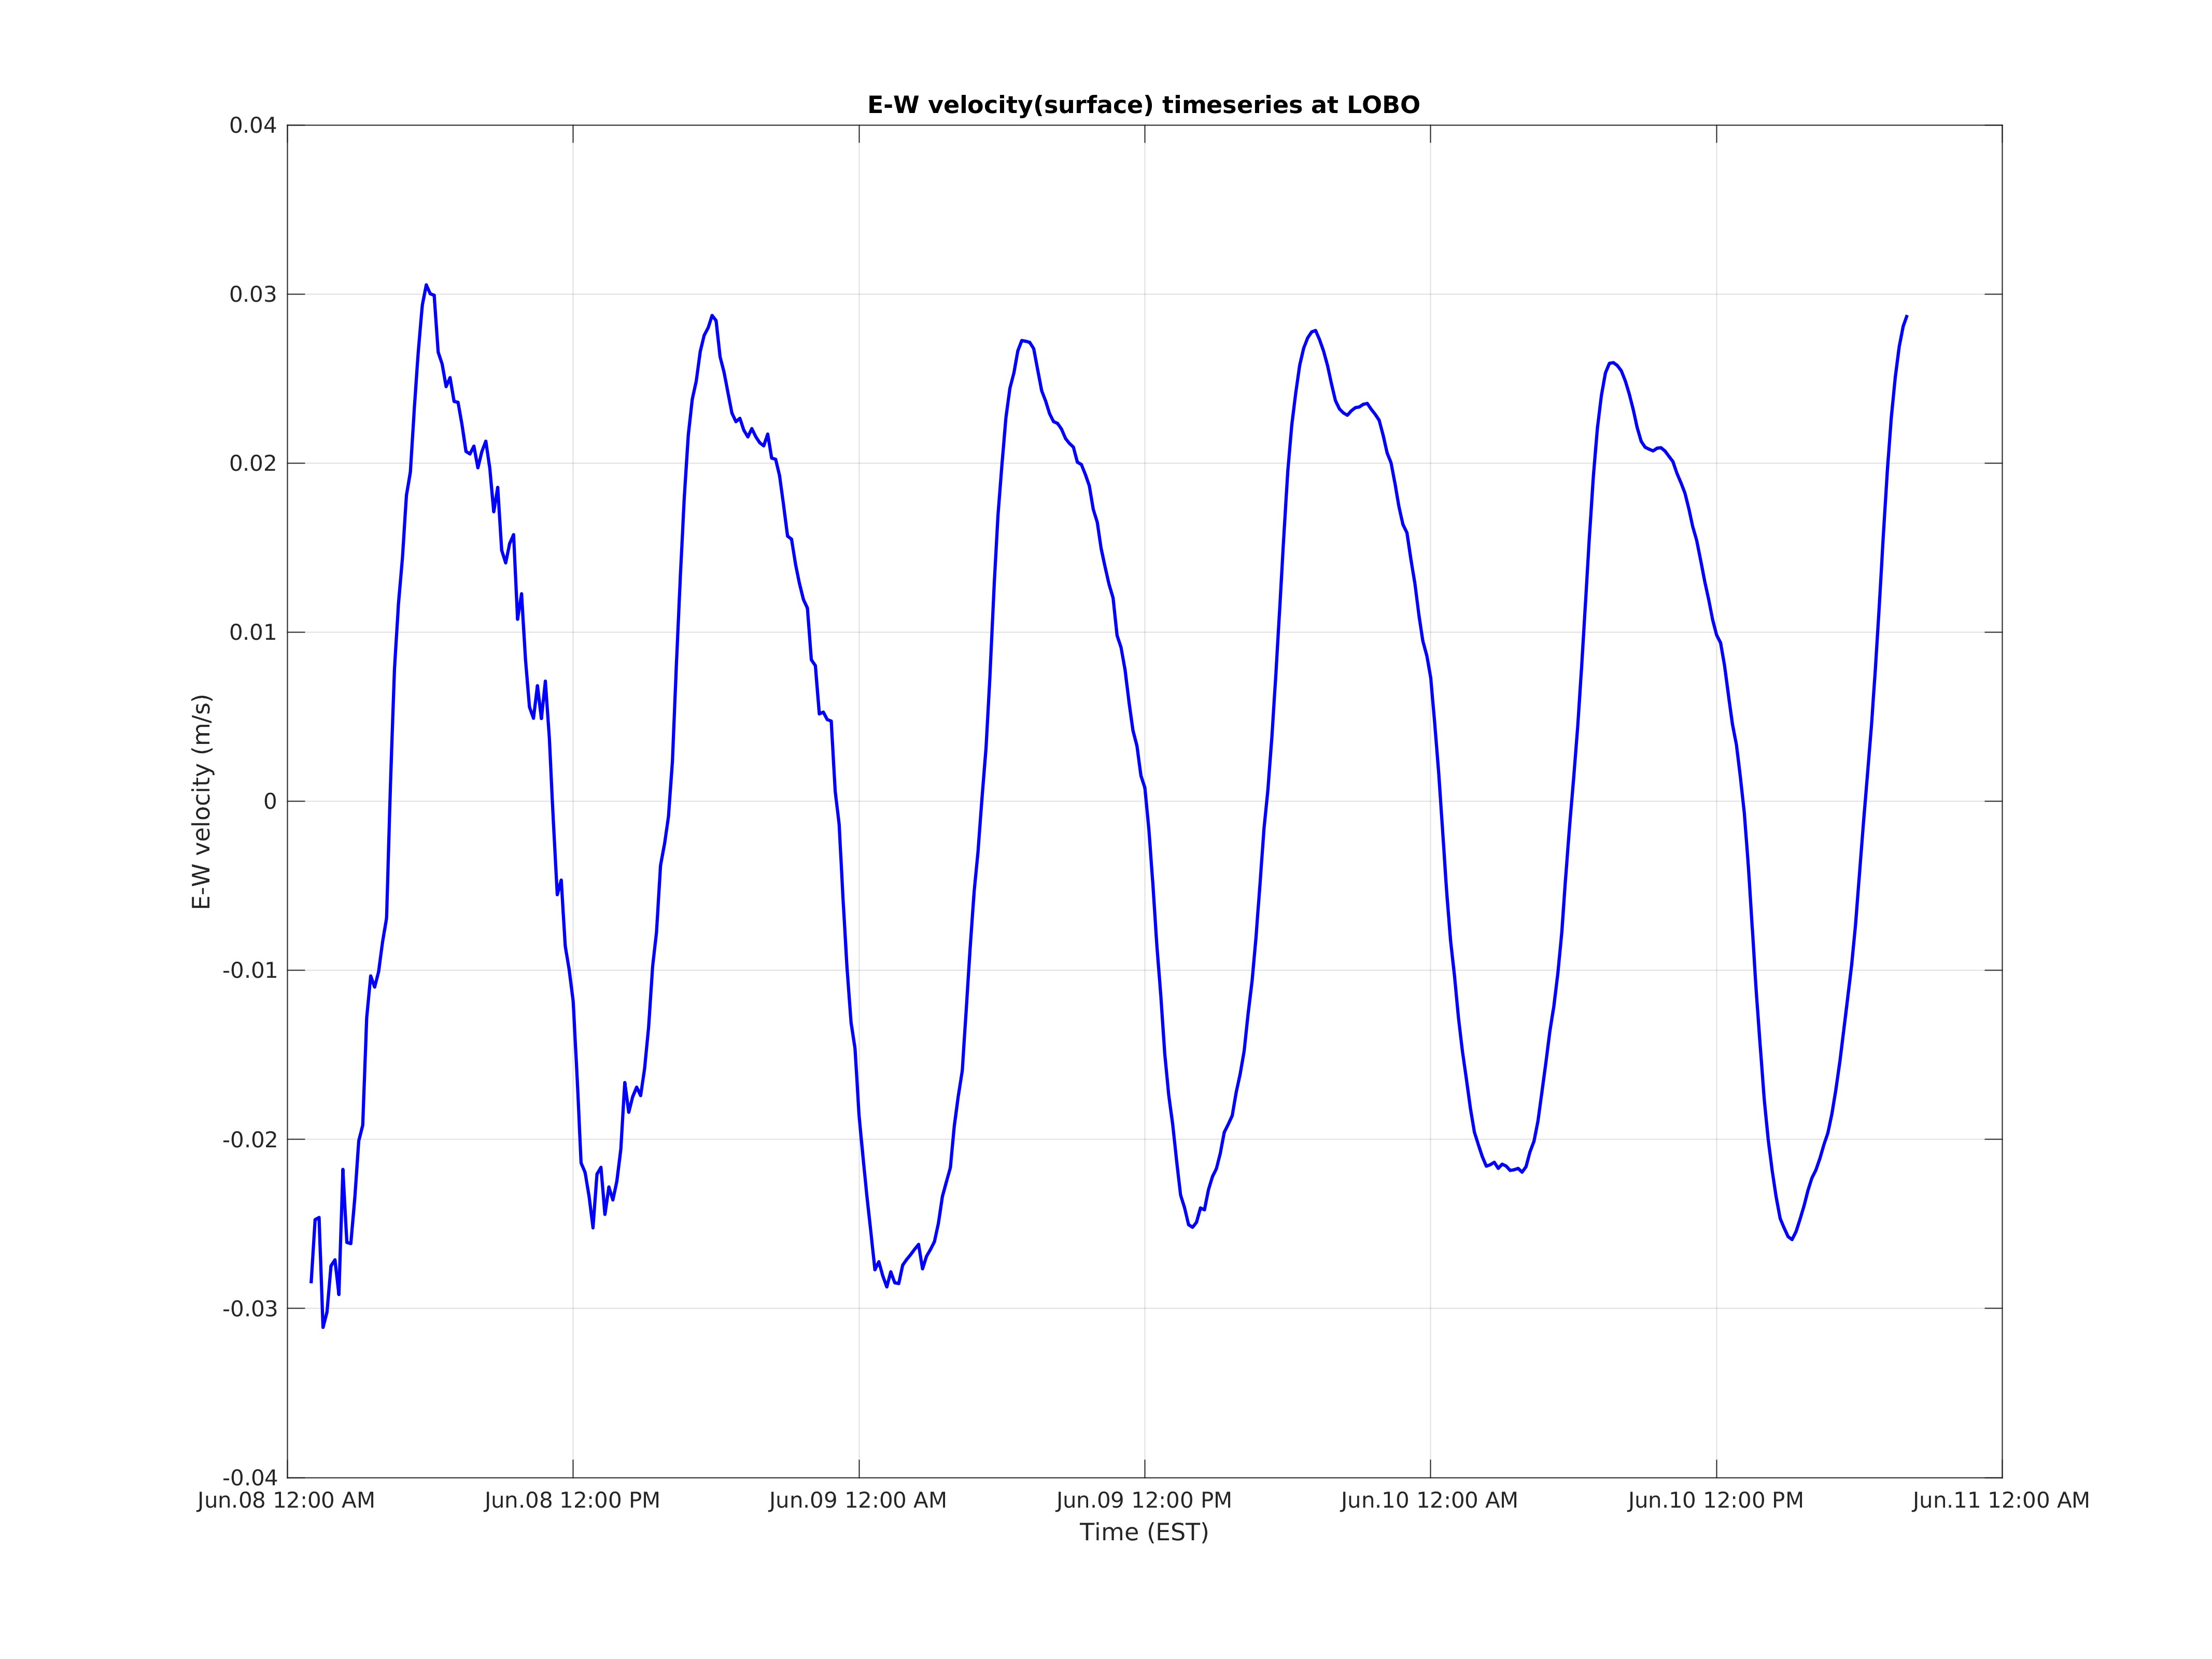 E-W velocity(surface) timeseries at LOBO
E-W velocity (m/s)
0.04
0.03
0.02
0.01
0
-0.01
-0.02
-0.03
-0.04
Jun.08 12:00 AM Jun.08 12:00 PM Jun.09 12:00 AM Jun.09 12:00 PM Jun.10 12:00 AM Jun.10 12:00 PM Jun.11 12:00 AM
Time (EST)